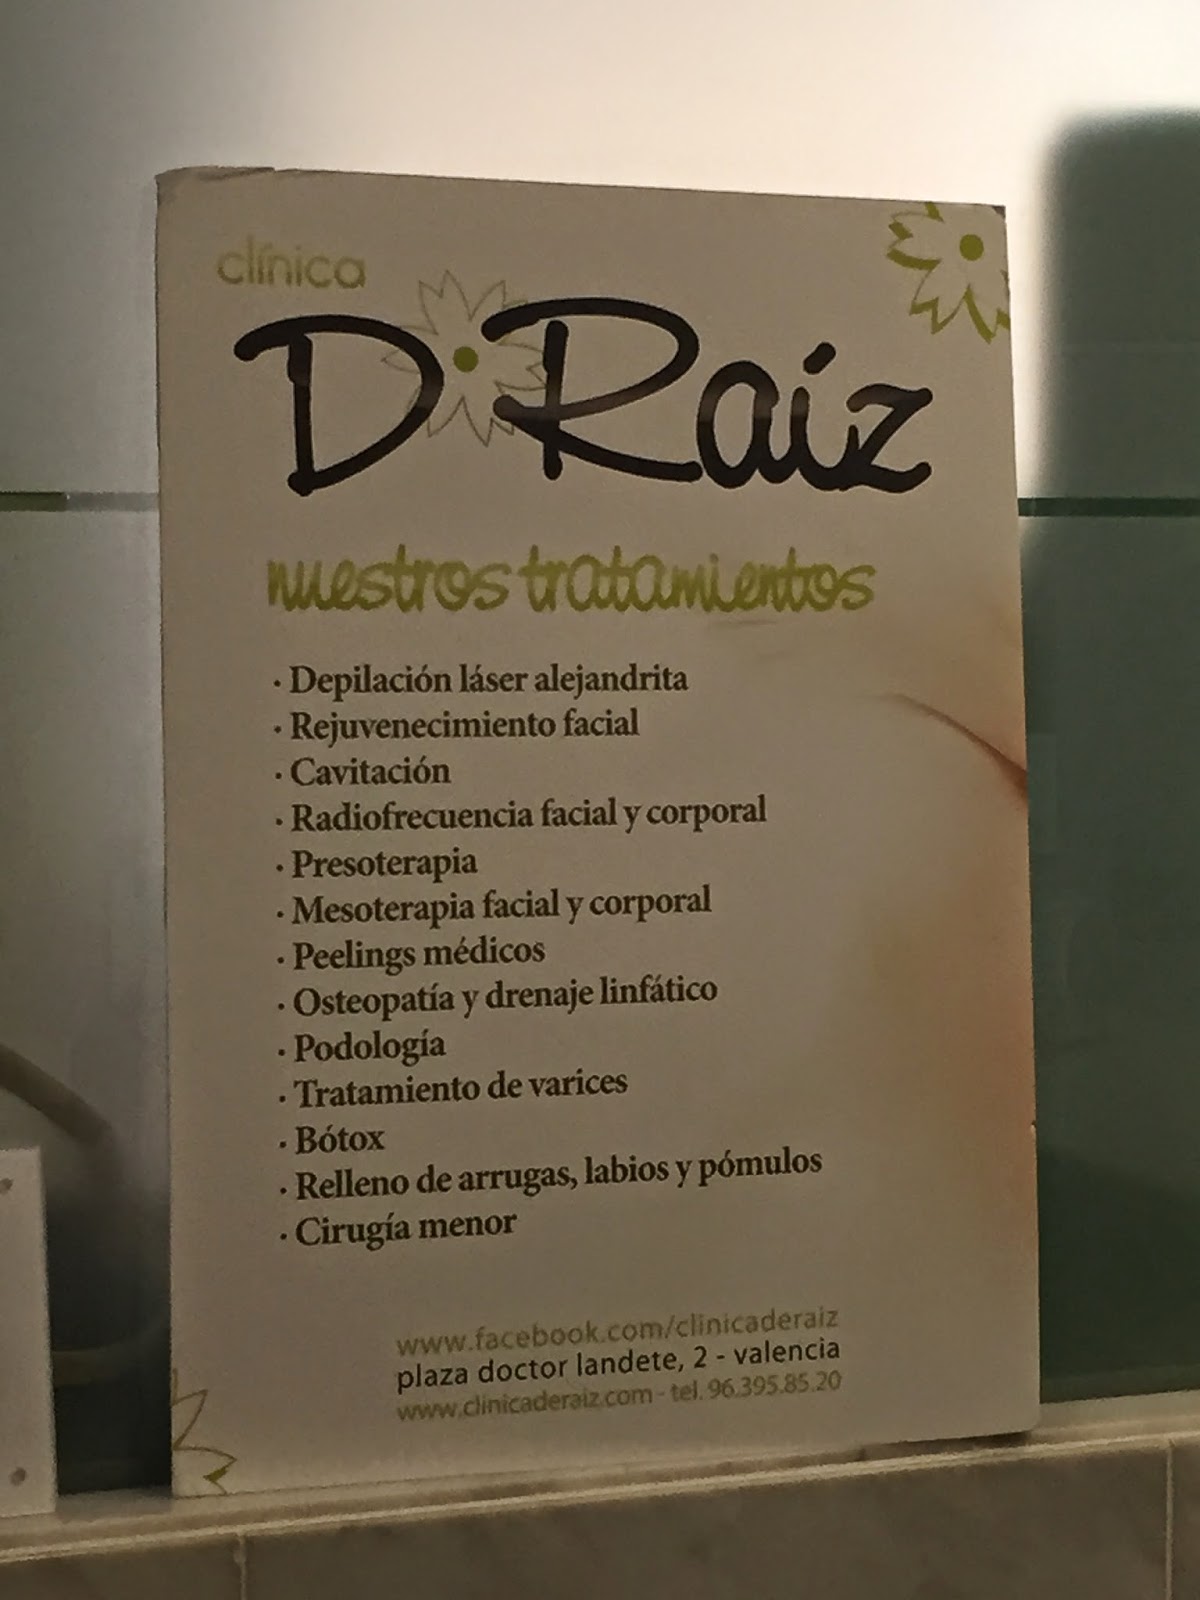 clínica
D Raíz
nuestros tratamientos
· Depilación láser alejandrita
· Rejuvenecimiento facial
· Cavitación
· Radiofrecuencia facial y corporal
· Presoterapia
· Mesoterapia facial y corporal
· Peelings médicos
· Osteopatía y drenaje linfático
· Podología
· Tratamiento de varices
· Bótox
· Relleno de arrugas, labios y pómulos
· Cirugía menor
www.facebook.com/clinicaderaiz
plaza doctor landete, 2 - valencia
www.clinicaderaiz.com - tel. 96.395.85.20